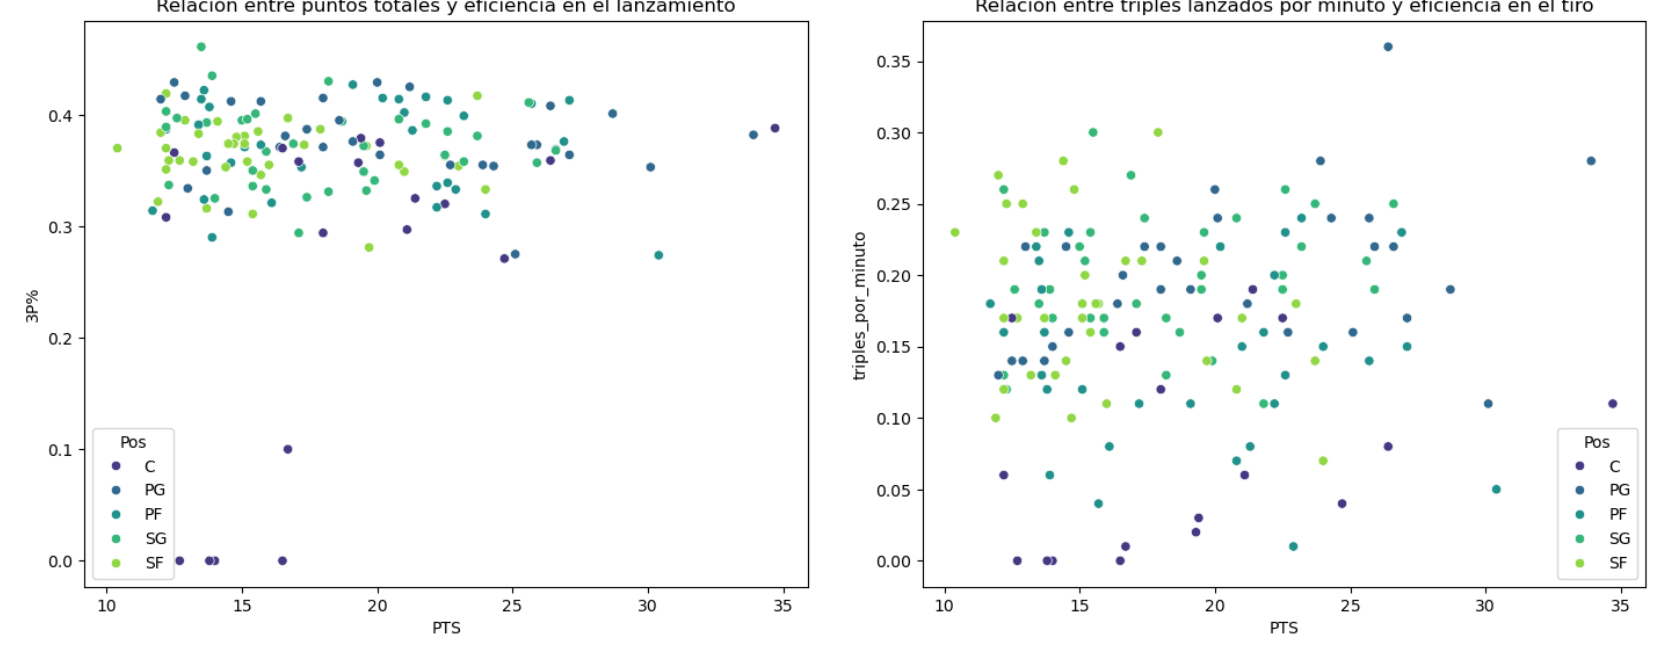 Relación entre puntos totales y eficiencia en el lanzamiento
0.4
0.3
0.2
0.1
0.0
3P%
Pos
C
PG
PF
SG
SF
10 15 20 25 30 35
PTS
Relación entre triples lanzados por minuto y eficiencia en el tiro
0.35
0.30
0.25
0.20
0.15
0.10
0.05
0.00
triples_por_minuto
Pos
C
PG
PF
SG
SF
10 15 20 25 30 35
PTS